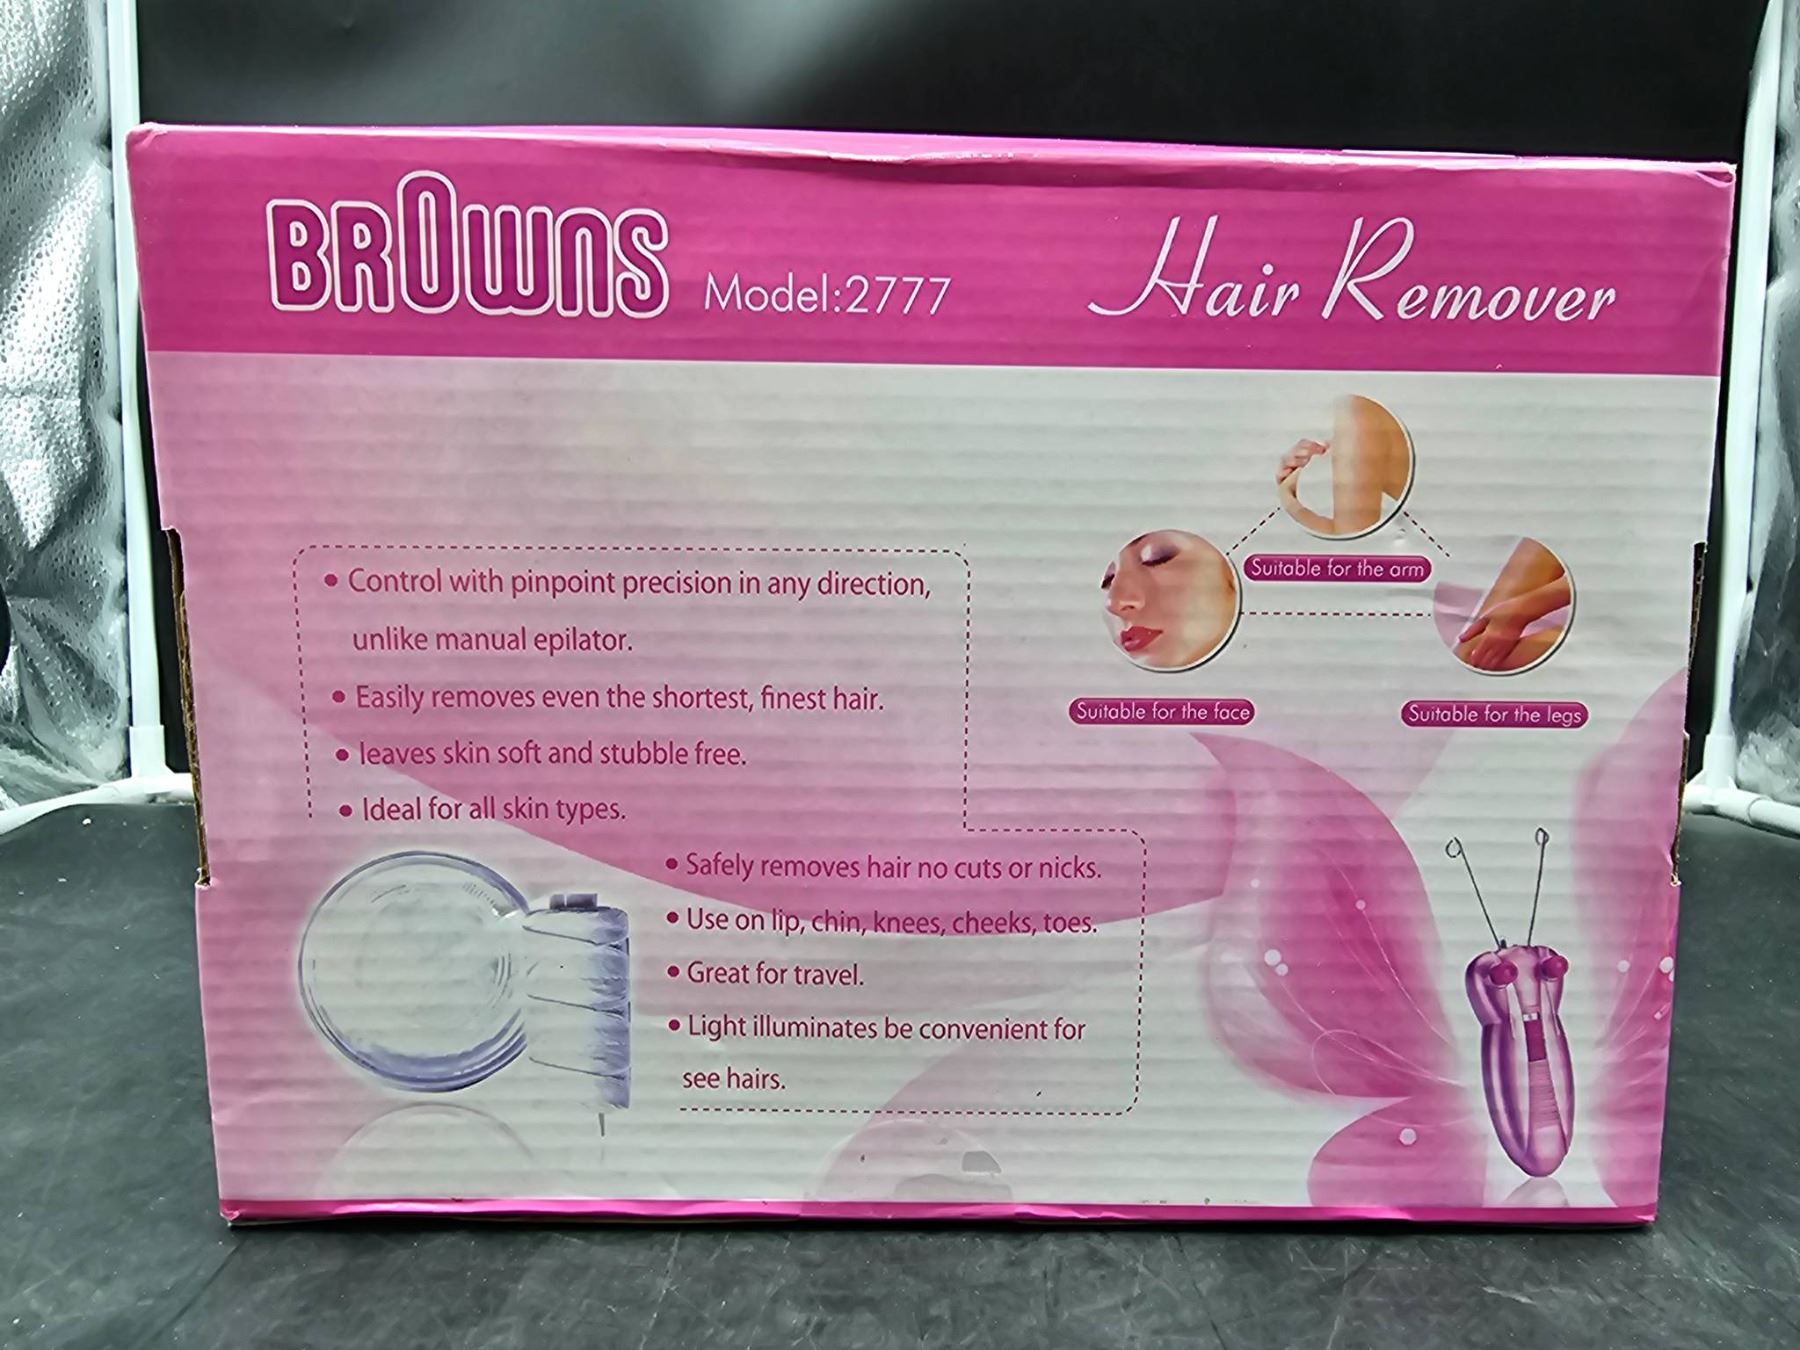 BROWNS Model:2777 Hair Remover
• Control with pinpoint precision in any direction,
unlike manual epilator.
• Easily removes even the shortest, finest hair.
• leaves skin soft and stubble free.
• Ideal for all skin types.
Suitable for the arm
Suitable for the face
Suitable for the legs
• Safely removes hair no cuts or nicks.
• Use on lip, chin, knees, cheeks, toes.
• Great for travel.
• Light illuminates be convenient for
see hairs.